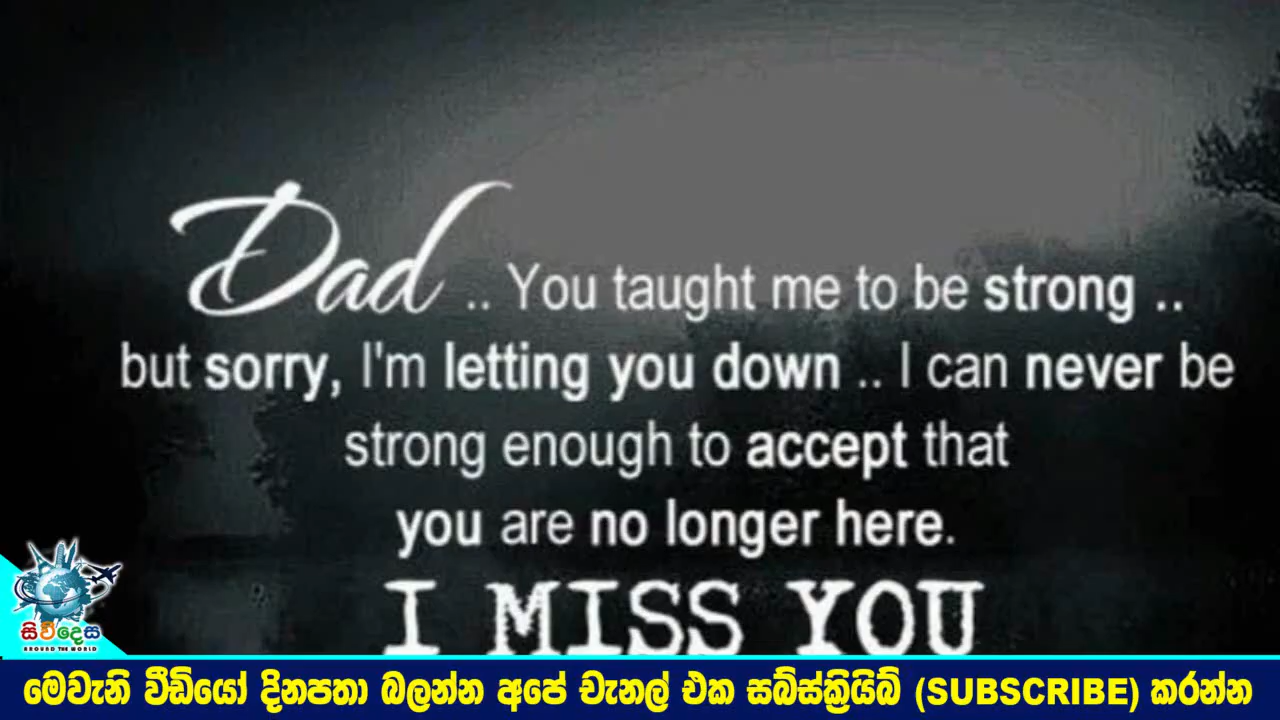 Dad .. You taught me to be strong ..
but sorry, I'm letting you down .. I can never be
strong enough to accept that
you are no longer here.
I MISS YOU
සිව්දෙස
AROUND THE WORLD
මෙවැනි වීඩියෝ දිනපතා බලන්න අපේ චැනල් එක සබ්ස්ක්‍රයිබ් (SUBSCRIBE) කරන්න